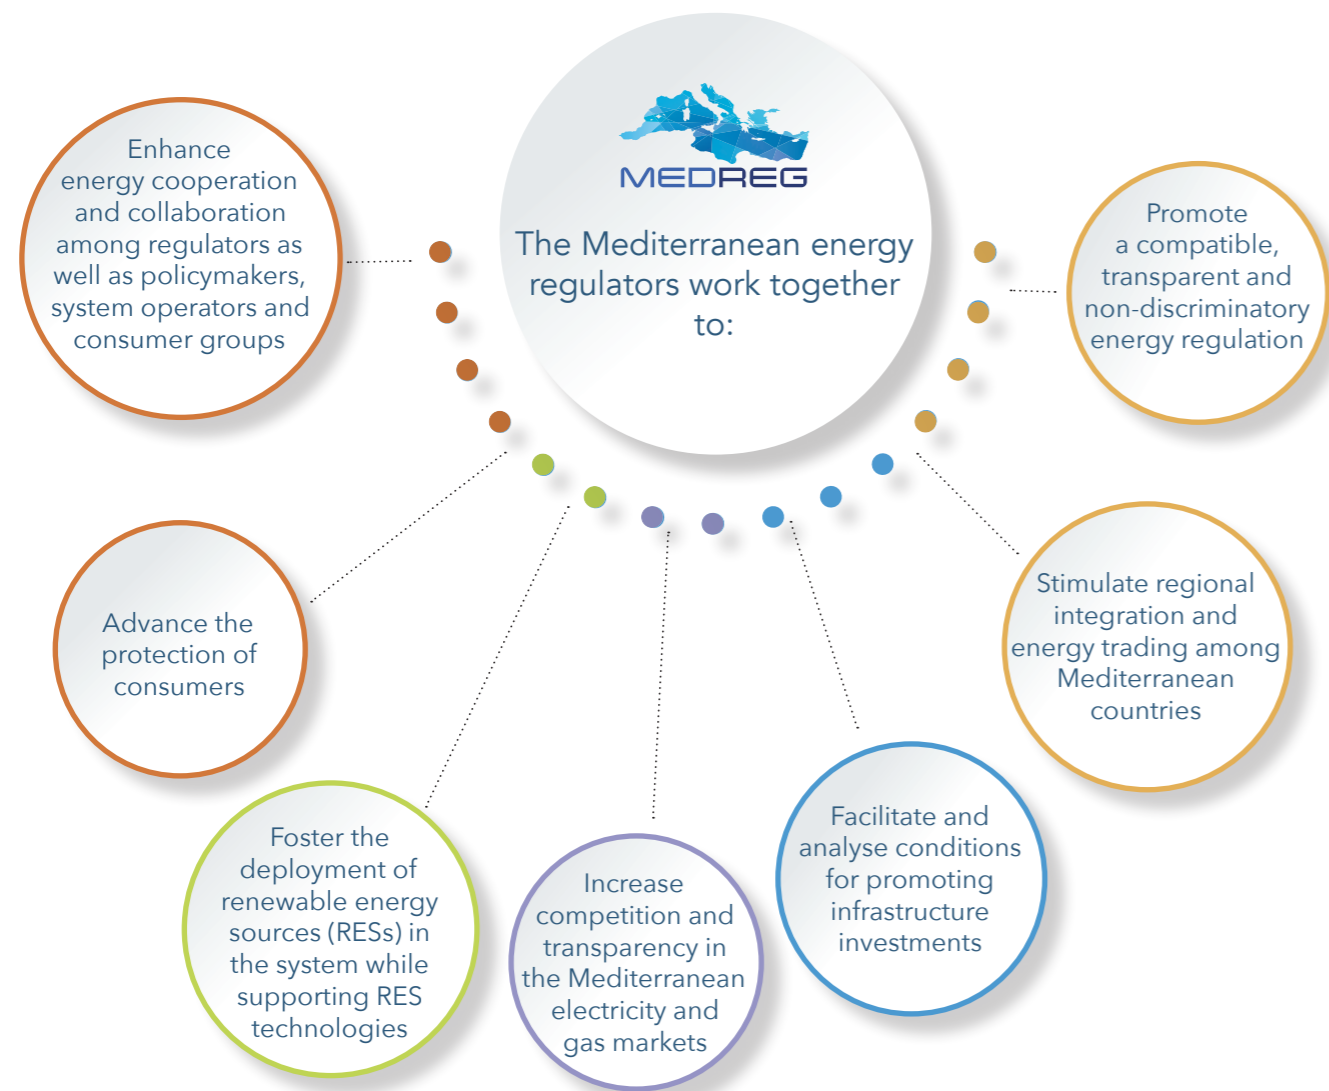 MEDREG
The Mediterranean energy
regulators work together
to:
Enhance
energy cooperation
and collaboration
among regulators as
well as policymakers,
system operators and
consumer groups
Advance the
protection of
consumers
Foster the
deployment of
renewable energy
sources (RESs) in
the system while
supporting RES
technologies
Increase
competition and
transparency in
the Mediterranean
electricity and
gas markets
Facilitate and
analyse conditions
for promoting
infrastructure
investments
Stimulate regional
integration and
energy trading among
Mediterranean
countries
Promote
a compatible,
transparent and
non-discriminatory
energy regulation